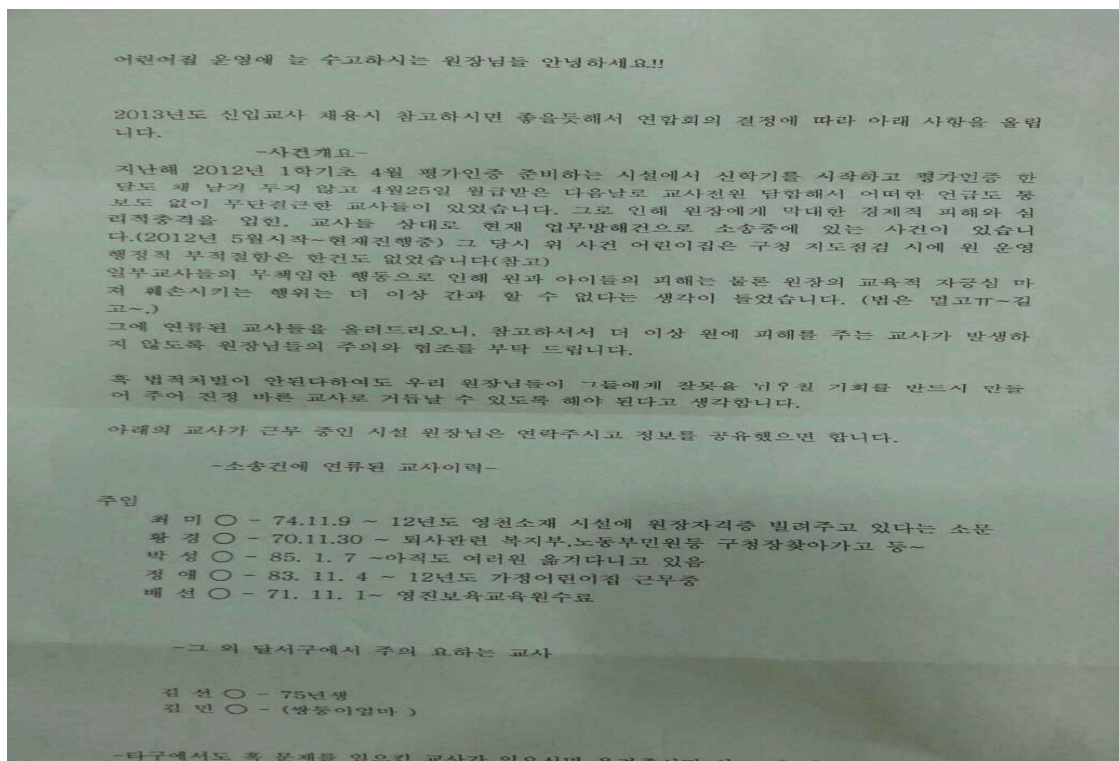 어린여집 운영에 늘 수고하시는 원장님들 안녕하세요!!
2013년도 신입교사 채용시 참고하시면 좋을듯해서 연합회의 결정에 따라 아래 사항을 올립
니다.
-사건개요-
지난해 2012년 1학기초 4월 평가인증 준비하는 시설에서 신학기를 시작하고 평가인증 한
달도 채 남겨 두지 않고 4월25일 월급받은 다음날로 교사전원 담합해서 어떠한 언급도 통
보도 없이 무단결근한 교사들이 있었습니다. 그로 인해 원장에게 막대한 경제적 피해와 심
리적충격을 입힌, 교사들 상대로 현재 업무방해건으로 소송중에 있는 사건이 있습니
다.(2012년 5월시작~현재진행중) 그 당시 위 사건 어린이집은 구청 지도점검 시에 원 운영
행정적 부적절함은 한건도 없었습니다(참고)
일부교사들의 무책임한 행동으로 인해 원과 아이들의 피해는 물론 원장의 교육적 자긍심 마
저 훼손시키는 행위는 더 이상 간과 할 수 없다는 생각이 들었습니다. (법은 멀고ㅠ~길
고~.)
그에 연류된 교사들을 올려드리오니, 참고하셔서 더 이상 원에 피해를 주는 교사가 발생하
지 않도록 원장님들의 주의와 협조를 부탁 드립니다.
혹 법적처벌이 안된다하여도 우리 원장님들이 그들에게 잘못을 뉘?칠 기회를 반드시 만들
어 주어 진정 바른 교사로 거듭날 수 있도록 해야 된다고 생각합니다.
아래의 교사가 근무 중인 시설 원장님은 연락주시고 정보를 공유했으면 합니다.
-소송건에 연류된 교사이력-
주임
최 미 ○ - 74.11.9 ~ 12년도 영천소재 시설에 원장자격증 빌려주고 있다는 소문
황 경 ○ - 70.11.30 ~ 퇴사관련 복지부,노동부민원등 구청장찾아가고 등~
박 성 ○ - 85. 1. 7 ~아직도 여러원 옮겨다니고 있음
정 애 ○ - 83. 11. 4 ~ 12년도 가정어린이집 근무중
배 선 ○ - 71. 11. 1~ 영진보육교육원수료
-그 외 달서구에서 주의 요하는 교사
김 선 ○ - 75년생
김 민 ○ - (쌍둥이엄마 )
-타구에서도 혹 문제를 일으킨 교사가 있으시면